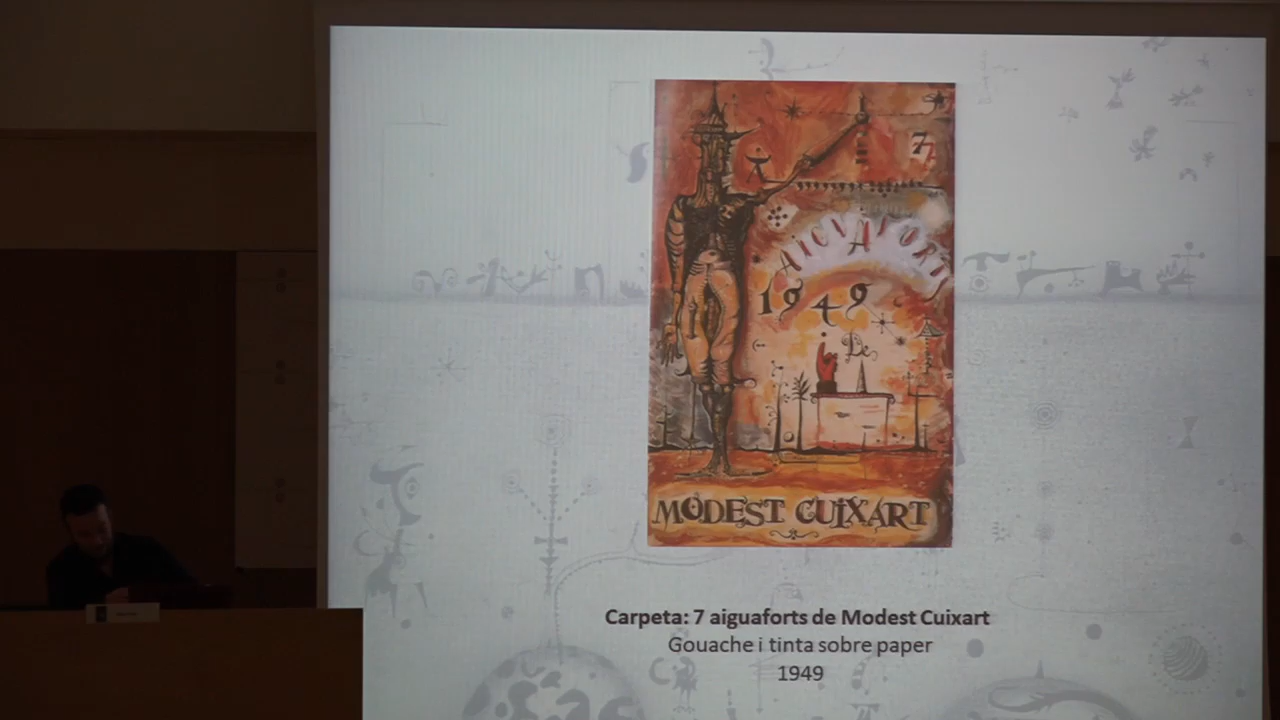 7
AIGUAFORTS
1949
De
MODEST CUIXART
Carpeta: 7 aiguaforts de Modest Cuixart
Gouache i tinta sobre paper
1949